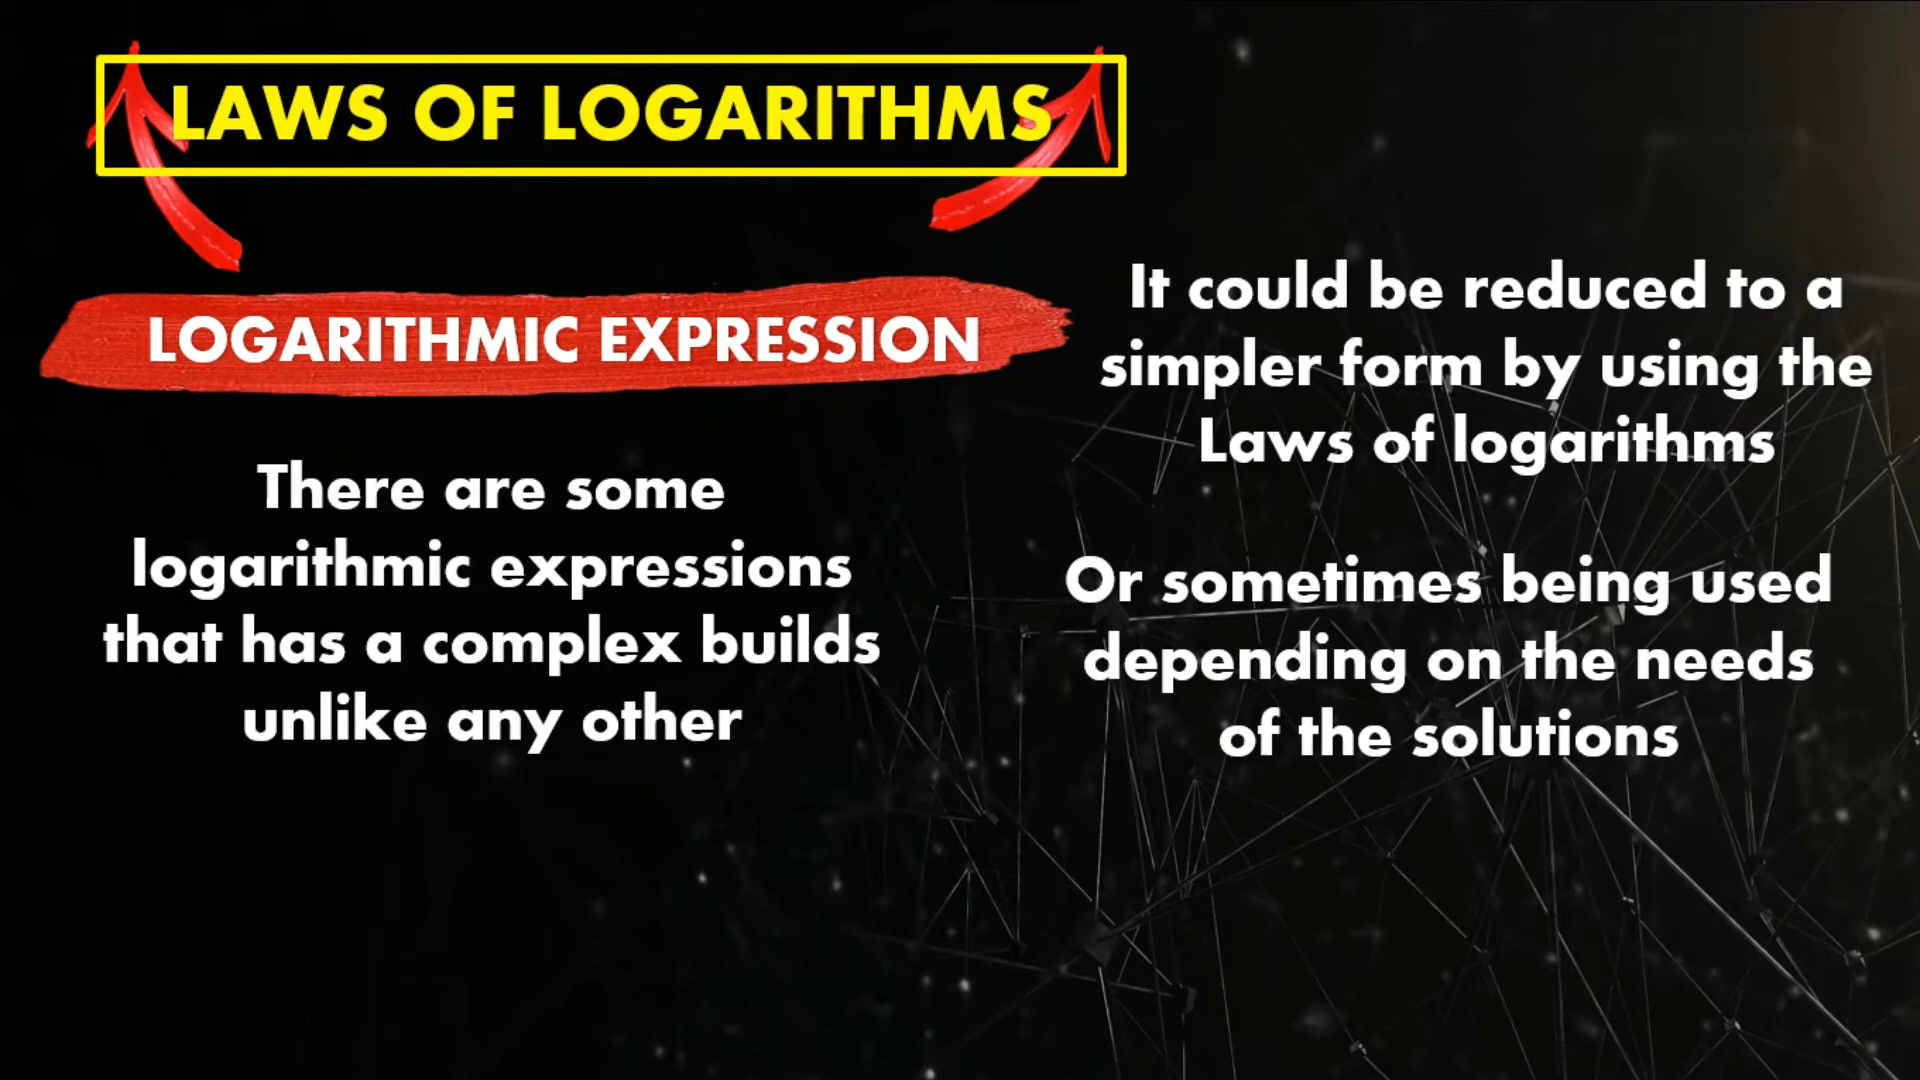 LAWS OF LOGARITHMS
LOGARITHMIC EXPRESSION
There are some
logarithmic expressions
that has a complex builds
unlike any other
It could be reduced to a
simpler form by using the
Laws of logarithms
Or sometimes being used
depending on the needs
of the solutions